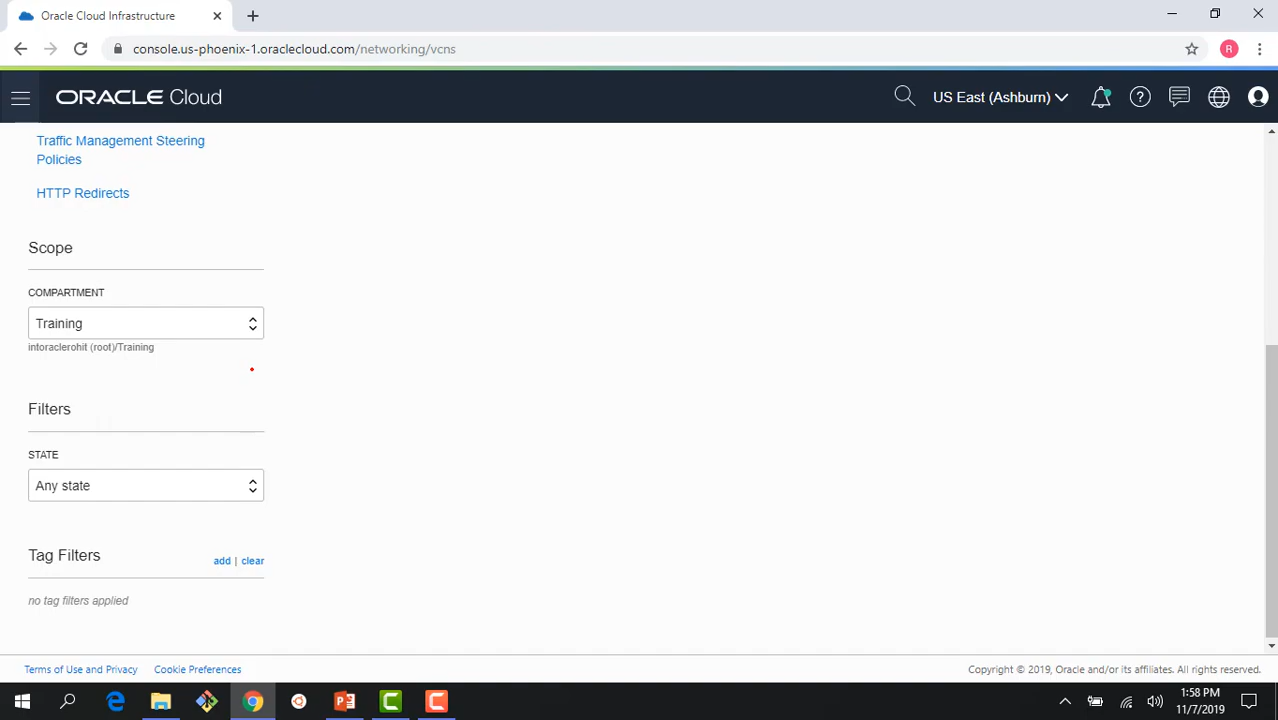 Oracle Cloud Infrastructure
console.us-phoenix-1.oraclecloud.com/networking/vcns
R
ORACLE Cloud
US East (Ashburn)
Traffic Management Steering
Policies
HTTP Redirects
Scope
COMPARTMENT
Training
intoraclerohit (root)/Training
Filters
STATE
Any state
Tag Filters
add | clear
no tag filters applied
Terms of Use and Privacy
Cookie Preferences
Copyright © 2019, Oracle and/or its affiliates. All rights reserved.
1:58 PM
11/7/2019